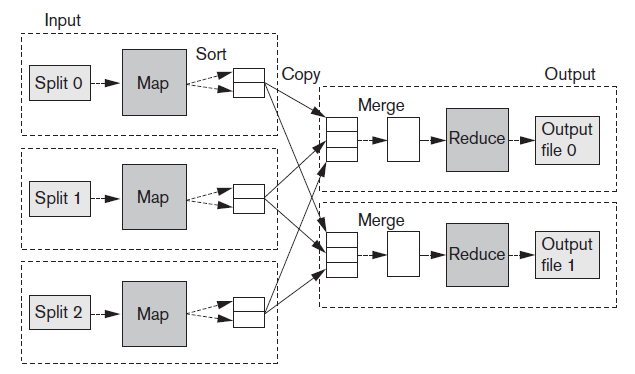 Input
Sort
Split 0
Map
Copy
Output
Merge
Reduce
Output
file 0
Split 1
Map
Merge
Reduce
Output
file 1
Split 2
Map